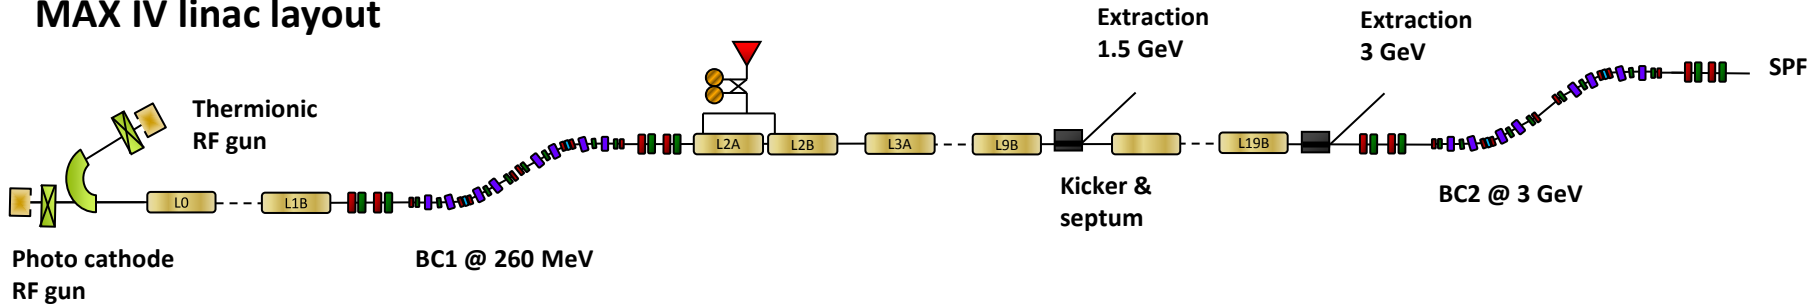 MAX IV linac layout
Extraction
1.5 GeV
Extraction
3 GeV
SPF
Thermionic
RF gun
L2A
L2B
L3A
L9B
L19B
L0
L1B
Kicker &
septum
BC2 @ 3 GeV
Photo cathode
RF gun
BC1 @ 260 MeV